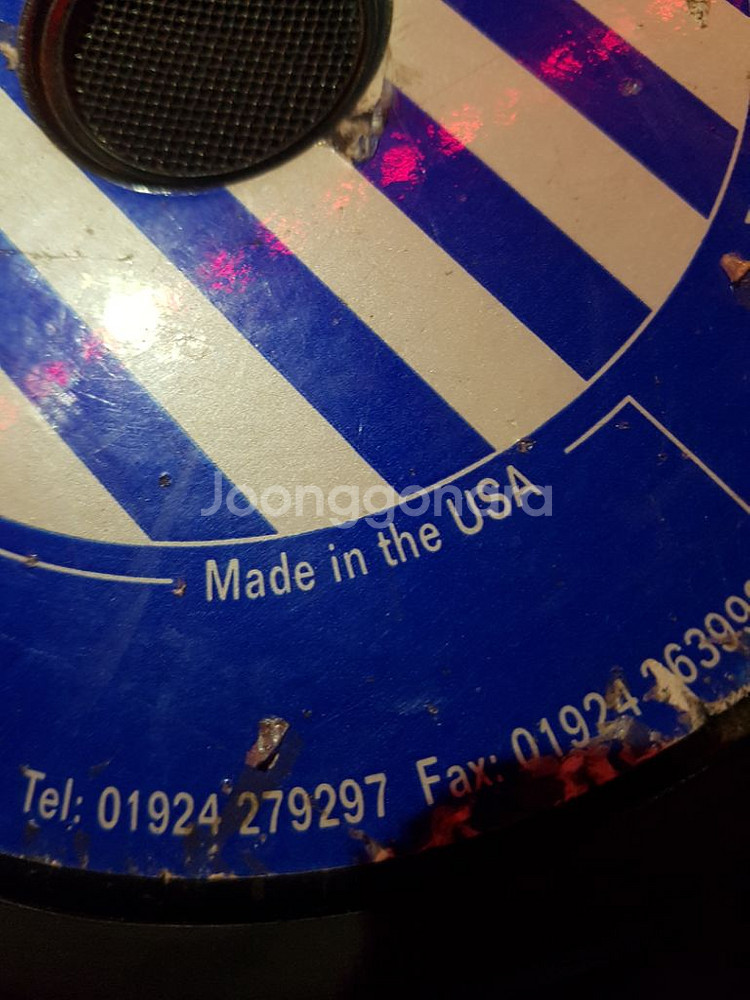 Joonggonara
Made in the USA
Tel: 01924 279297 Fax: 01924